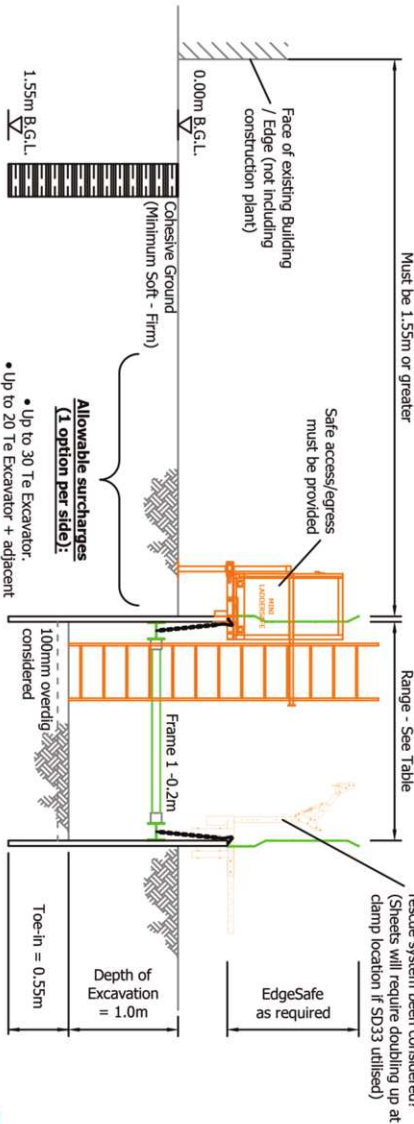 Must be 1.55m or greater
Range - See Table
rescue system been considered?
(Sheets will require doubling up at
clamp location if SD33 utilised)
Face of existing Building
/ Edge (not including
construction plant)
Safe access/egress
must be provided
MINI
LADDERSAFE
EdgeSafe
as required
0.00m B.G.L.
1.55m B.G.L.
Cohesive Ground
(Minimum Soft - Firm)
Allowable surcharges
(1 option per side):
• Up to 30 Te Excavator.
• Up to 20 Te Excavator + adjacent
Frame 1 -0.2m
100mm overdig
considered
Depth of
Excavation
= 1.0m
Toe-in = 0.55m